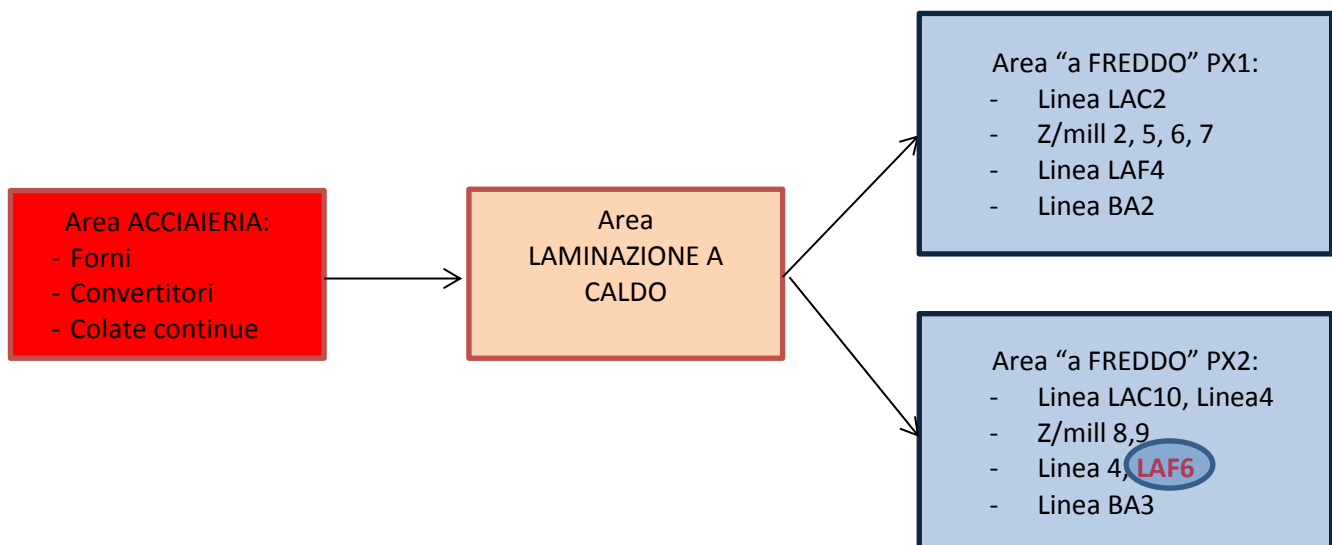 Area ACCIAIERIA:
- Forni
- Convertitori
- Colate continue
Area
LAMINAZIONE A
CALDO
Area “a FREDDO” PX1:
- Linea LAC2
- Z/mill 2, 5, 6, 7
- Linea LAF4
- Linea BA2
Area “a FREDDO” PX2:
- Linea LAC10, Linea4
- Z/mill 8,9
- Linea 4, LAF6
- Linea BA3